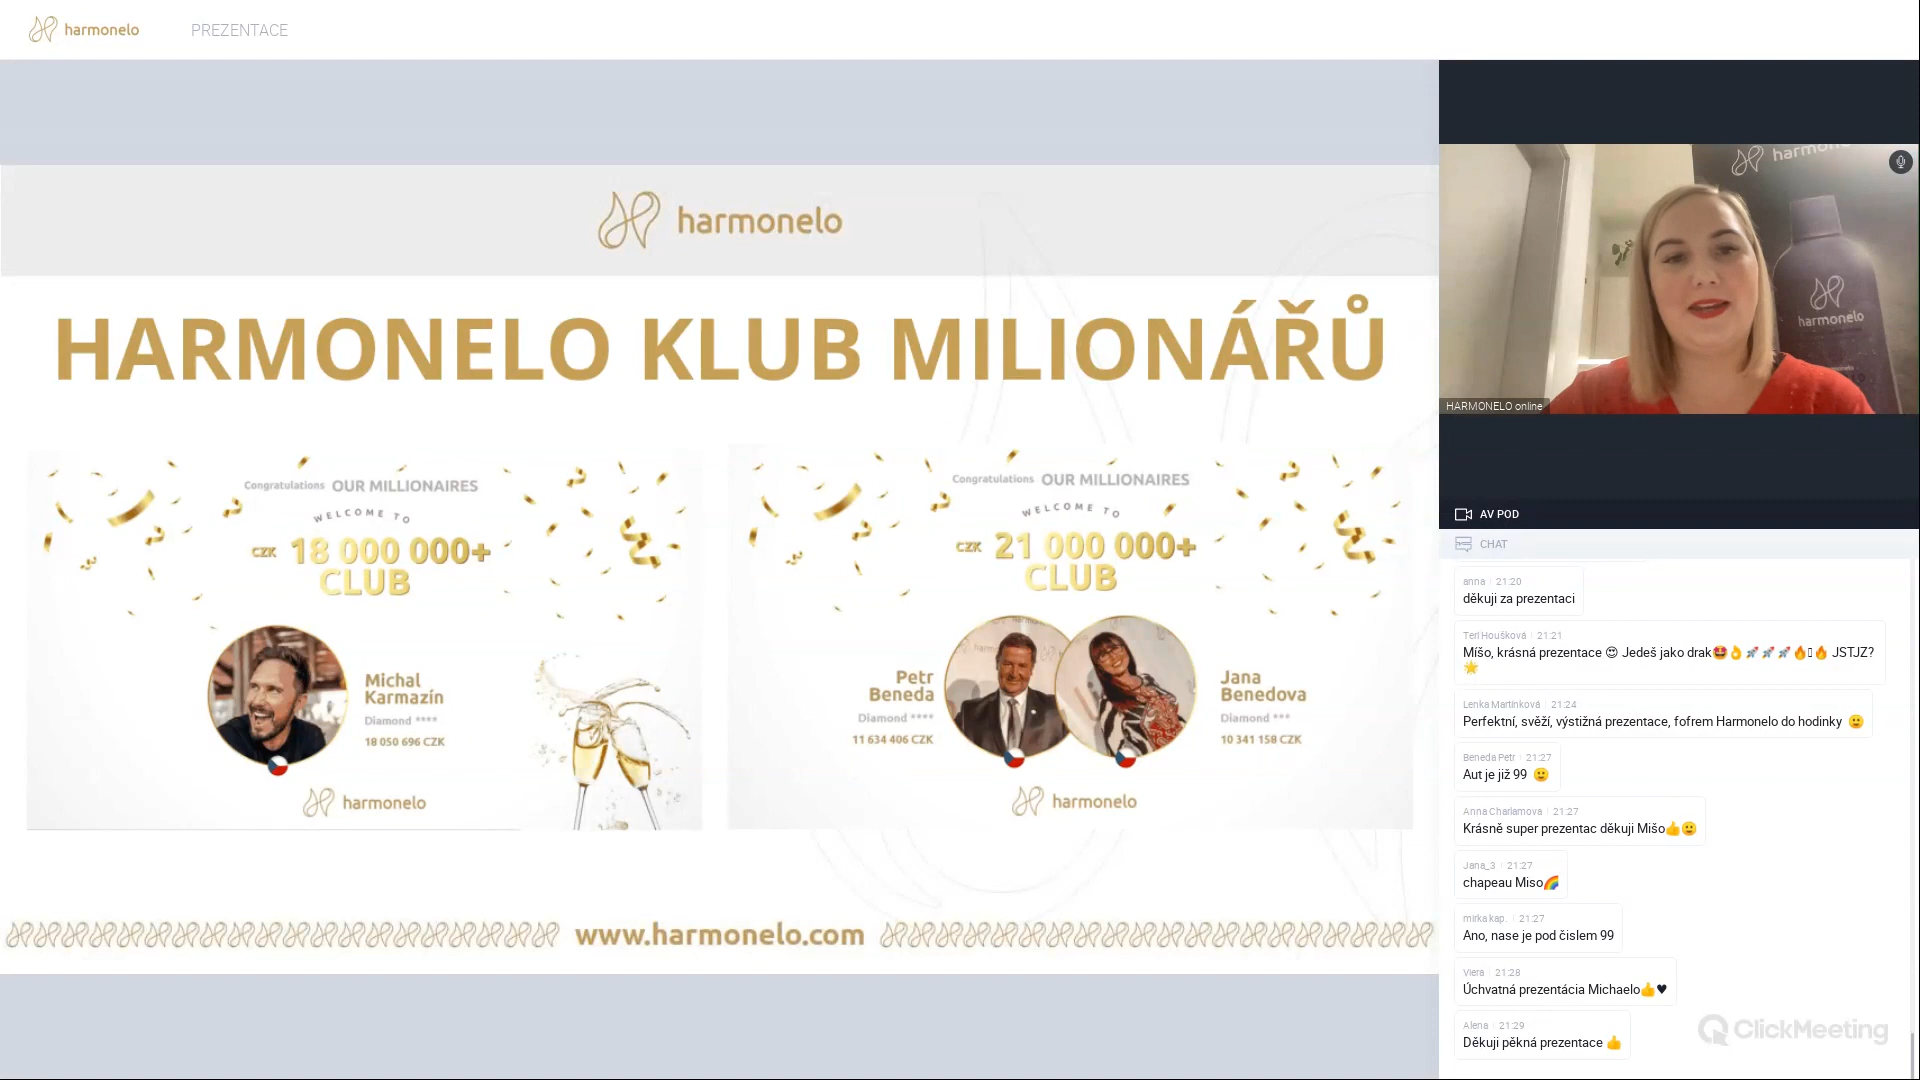 harmonelo
PREZENTACE
harmonelo
HARMONELO KLUB MILIONÁŘŮ
Congratulations OUR MILLIONAIRES
WELCOME TO
CZK 18 000 000+
CLUB
Michal
Karmazín
Diamond ****
18 050 696 CZK
harmonelo
Congratulations OUR MILLIONAIRES
WELCOME TO
CZK 21 000 000+
CLUB
Petr
Beneda
Diamond ****
11 634 406 CZK
Jana
Benedova
Diamond ***
10 341 158 CZK
harmonelo
www.harmonelo.com
harmonelo
harmonelo
HARMONELO online
AV POD
CHAT
anna 21:20
děkuji za prezentaci
Teri Houšková 21:21
Míšo, krásná prezentace 😍 Jedeš jako drak🤩👌🚀🚀🚀🔥▯🔥 JSTJZ?
🌟
Lenka Martínková 21:24
Perfektní, svěží, výstižná prezentace, fofrem Harmonelo do hodinky 🙂
Beneda Petr 21:27
Aut je již 99 🙂
Anna Charlamova 21:27
Krásně super prezentac děkuji Mišo👍🙂
Jana_3 21:27
chapeau Miso🌈
mirka kap. 21:27
Ano, nase je pod čislem 99
Viera 21:28
Úchvatná prezentácia Michaelo👍♥
Alena 21:29
Děkuji pěkná prezentace 👍
ClickMeeting